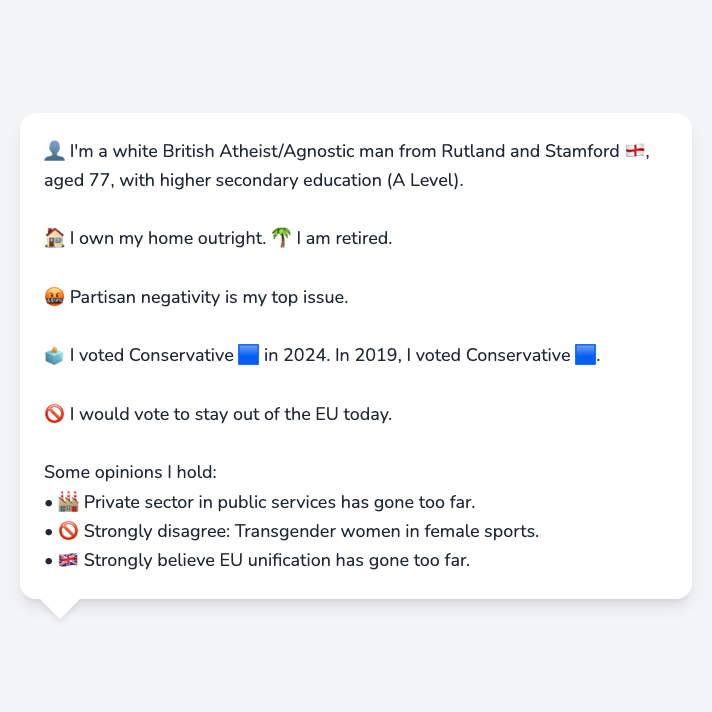 👤 I'm a white British Atheist/Agnostic man from Rutland and Stamford 🏴󠁧󠁢󠁥󠁮󠁧󠁿,
aged 77, with higher secondary education (A Level).
🏠 I own my home outright. 🌴 I am retired.
🤬 Partisan negativity is my top issue.
🗳️ I voted Conservative 🟦 in 2024. In 2019, I voted Conservative 🟦.
🚫 I would vote to stay out of the EU today.
Some opinions I hold:
• 🏭 Private sector in public services has gone too far.
• 🚫 Strongly disagree: Transgender women in female sports.
• 🇬🇧 Strongly believe EU unification has gone too far.